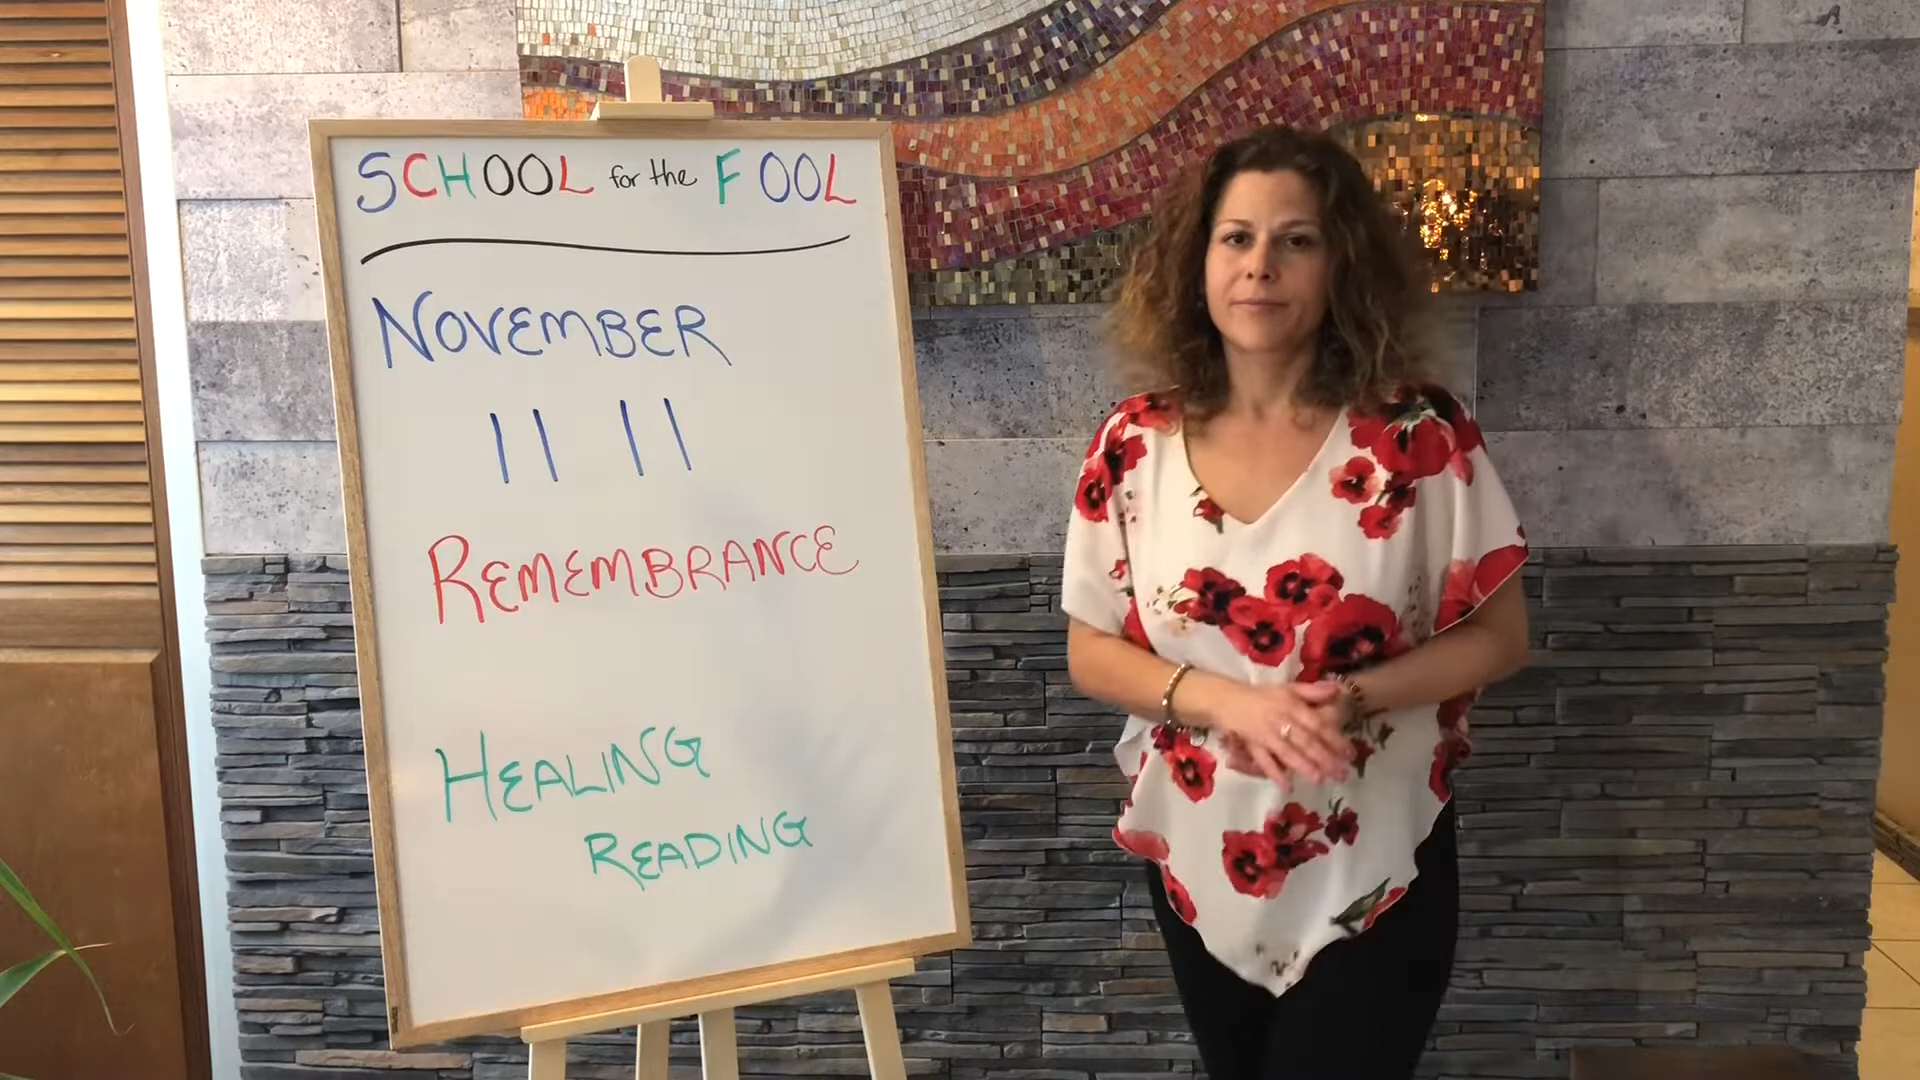 SCHOOL for the FOOL
NOVEMBER
11 11
REMEMBRANCE
HEALING
READING